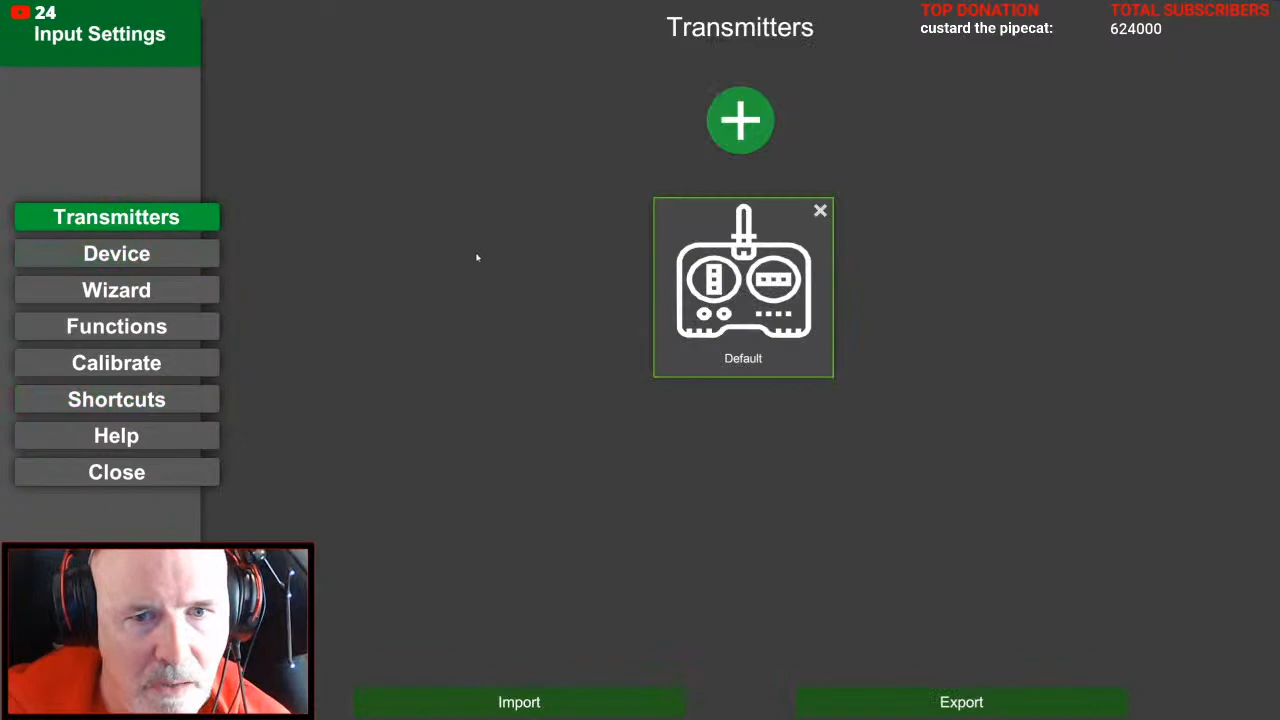 24
Input Settings
Transmitters
TOP DONATION
custard the pipecat:
TOTAL SUBSCRIBERS
624000
Transmitters
Device
Wizard
Functions
Calibrate
Shortcuts
Help
Close
Default
Import
Export